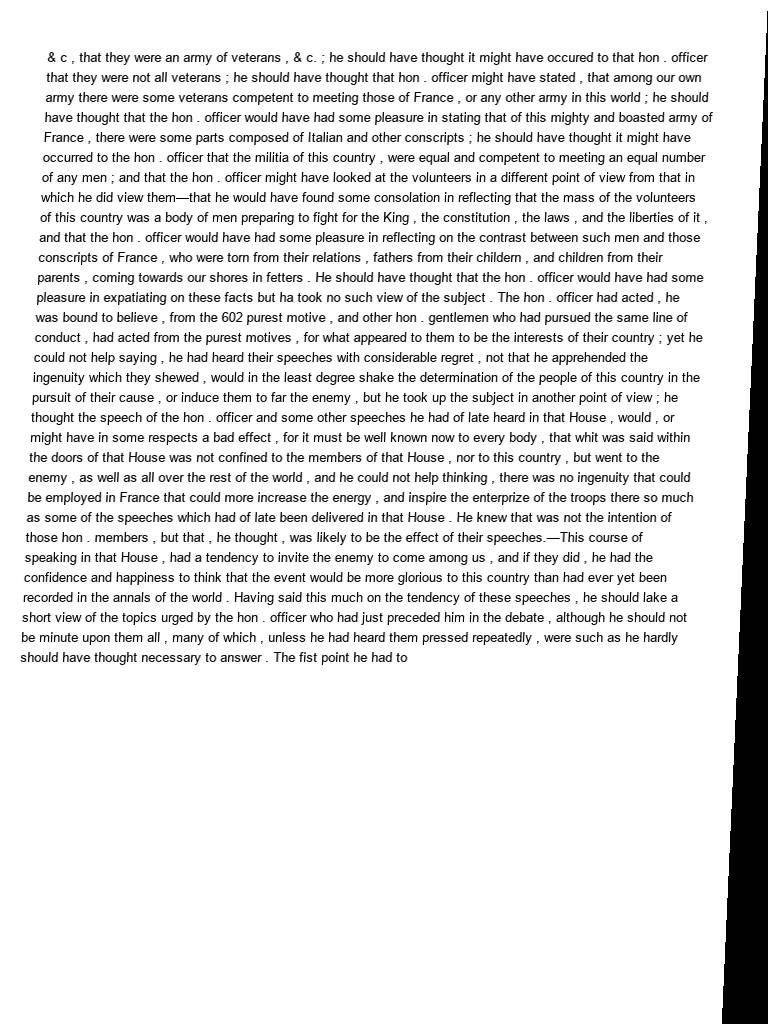 & c , that they were an army of veterans , & c. ; he should have thought it might have occured to that hon . officer
that they were not all veterans ; he should have thought that hon . officer might have stated , that among our own
army there were some veterans competent to meeting those of France , or any other army in this world ; he should
have thought that the hon . officer would have had some pleasure in stating that of this mighty and boasted army of
France , there were some parts composed of Italian and other conscripts ; he should have thought it might have
occurred to the hon . officer that the militia of this country , were equal and competent to meeting an equal number
of any men ; and that the hon . officer might have looked at the volunteers in a different point of view from that in
which he did view them—that he would have found some consolation in reflecting that the mass of the volunteers
of this country was a body of men preparing to fight for the King , the constitution , the laws , and the liberties of it ,
and that the hon . officer would have had some pleasure in reflecting on the contrast between such men and those
conscripts of France , who were torn from their relations , fathers from their childern , and children from their
parents , coming towards our shores in fetters . He should have thought that the hon . officer would have had some
pleasure in expatiating on these facts but ha took no such view of the subject . The hon . officer had acted , he
was bound to believe , from the 602 purest motive , and other hon . gentlemen who had pursued the same line of
conduct , had acted from the purest motives , for what appeared to them to be the interests of their country ; yet he
could not help saying , he had heard their speeches with considerable regret , not that he apprehended the
ingenuity which they shewed , would in the least degree shake the determination of the people of this country in the
pursuit of their cause , or induce them to far the enemy , but he took up the subject in another point of view ; he
thought the speech of the hon . officer and some other speeches he had of late heard in that House , would , or
might have in some respects a bad effect , for it must be well known now to every body , that whit was said within
the doors of that House was not confined to the members of that House , nor to this country , but went to the
enemy , as well as all over the rest of the world , and he could not help thinking , there was no ingenuity that could
be employed in France that could more increase the energy , and inspire the enterprize of the troops there so much
as some of the speeches which had of late been delivered in that House . He knew that was not the intention of
those hon . members , but that , he thought , was likely to be the effect of their speeches.—This course of
speaking in that House , had a tendency to invite the enemy to come among us , and if they did , he had the
confidence and happiness to think that the event would be more glorious to this country than had ever yet been
recorded in the annals of the world . Having said this much on the tendency of these speeches , he should lake a
short view of the topics urged by the hon . officer who had just preceded him in the debate , although he should not
be minute upon them all , many of which , unless he had heard them pressed repeatedly , were such as he hardly
should have thought necessary to answer . The fist point he had to